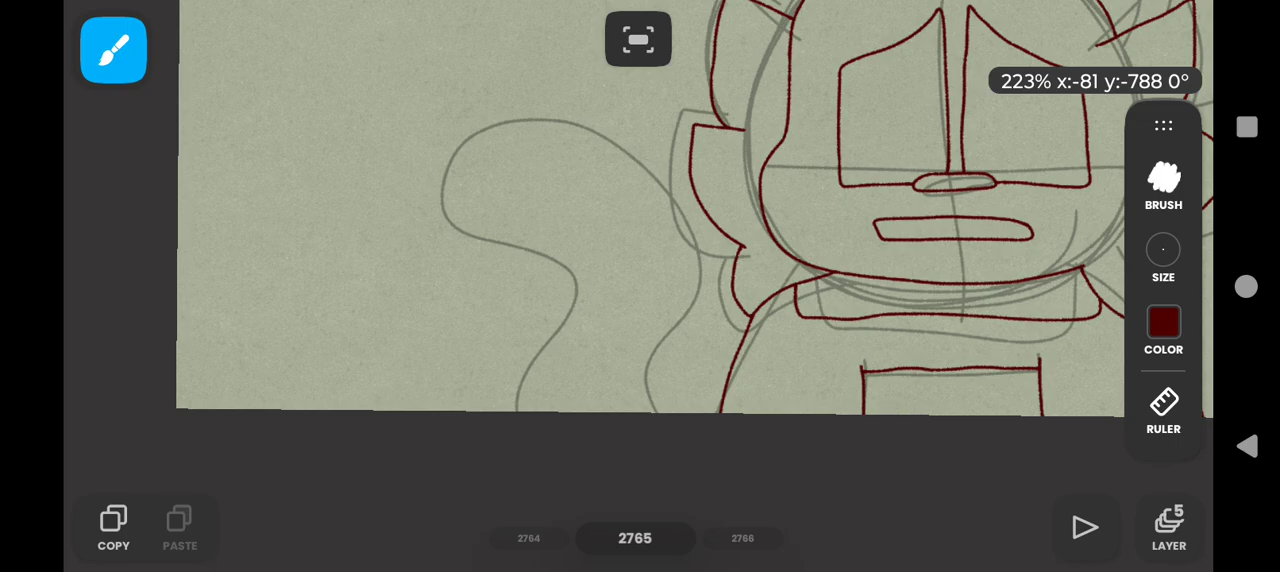 223% x:-81 y:-788 0°
BRUSH
SIZE
COLOR
RULER
COPY
PASTE
2764
2765
2766
5
LAYER